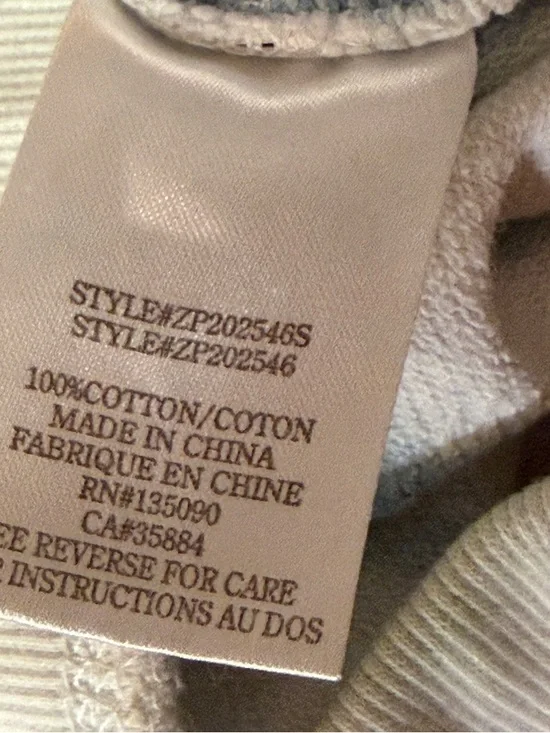 STYLE#ZP202546S
STYLE#ZP202546
100%COTTON/COTON
MADE IN CHINA
FABRIQUE EN CHINE
RN#135090
CA#35884
EE REVERSE FOR CARE
INSTRUCTIONS AU DOS